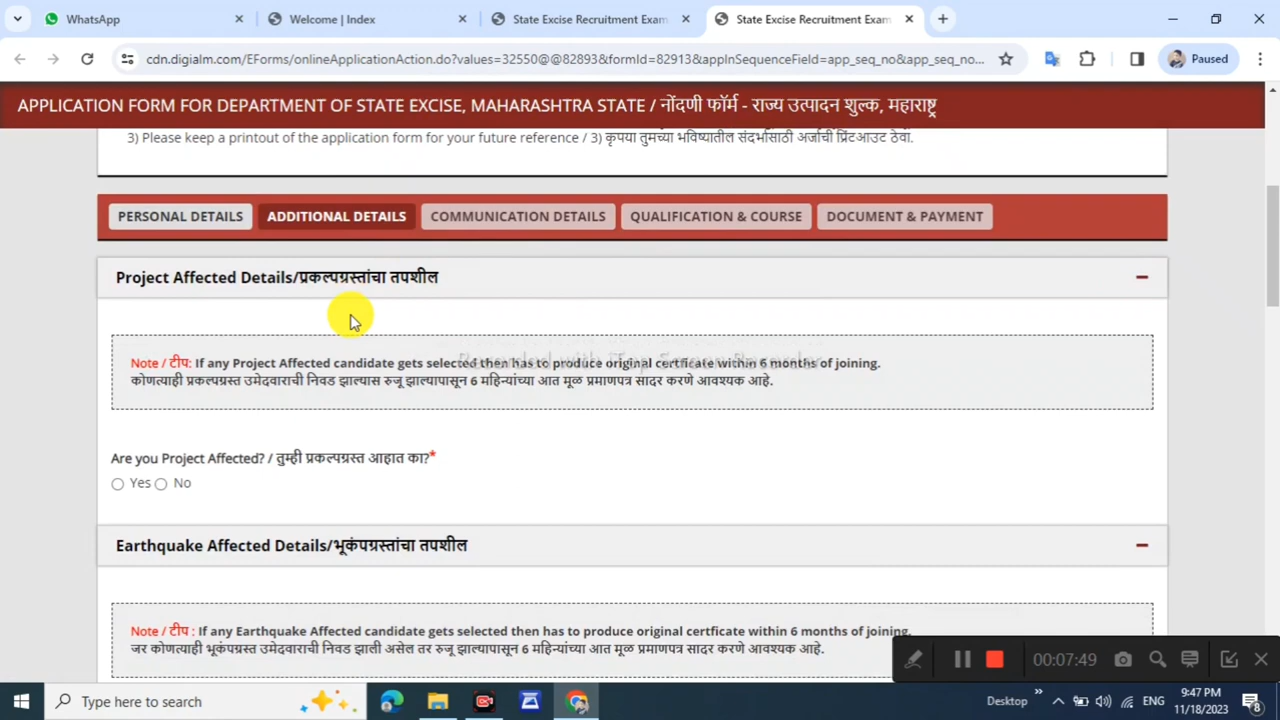 WhatsApp
Welcome | Index
State Excise Recruitment Exam
State Excise Recruitment Exam
cdn.digialm.com/EForms/onlineApplicationAction.do?values=32550@@82893&formId=82913&appInSequenceField=app_seq_no&app_seq_no...
Paused
APPLICATION FORM FOR DEPARTMENT OF STATE EXCISE, MAHARASHTRA STATE / नोंदणी फॉर्म - राज्य उत्पादन शुल्क, महाराष्ट्र
3) Please keep a printout of the application form for your future reference / 3) कृपया तुमच्या भविष्यातील संदर्भासाठी अर्जाची प्रिंटआउट ठेवा.
PERSONAL DETAILS
ADDITIONAL DETAILS
COMMUNICATION DETAILS
QUALIFICATION & COURSE
DOCUMENT & PAYMENT
Project Affected Details/प्रकल्पग्रस्तांचा तपशील
Note / टीप: If any Project Affected candidate gets selected then has to produce original certficate within 6 months of joining.
Recorded with iTop Screen Recorder
कोणत्याही प्रकल्पग्रस्त उमेदवाराची निवड झाल्यास रुजू झाल्यापासून 6 महिन्यांच्या आत मूळ प्रमाणपत्र सादर करणे आवश्यक आहे.
Are you Project Affected? / तुम्ही प्रकल्पग्रस्त आहात का?*
Yes No
Earthquake Affected Details/भूकंपग्रस्तांचा तपशील
Note / टीप : If any Earthquake Affected candidate gets selected then has to produce original certficate within 6 months of joining.
जर कोणत्याही भूकंपग्रस्त उमेदवाराची निवड झाली असेल तर रुजू झाल्यापासून 6 महिन्यांच्या आत मूळ प्रमाणपत्र सादर करणे आवश्यक आहे.
00:07:49
Type here to search
Desktop
ENG
9:47 PM
11/18/2023
8